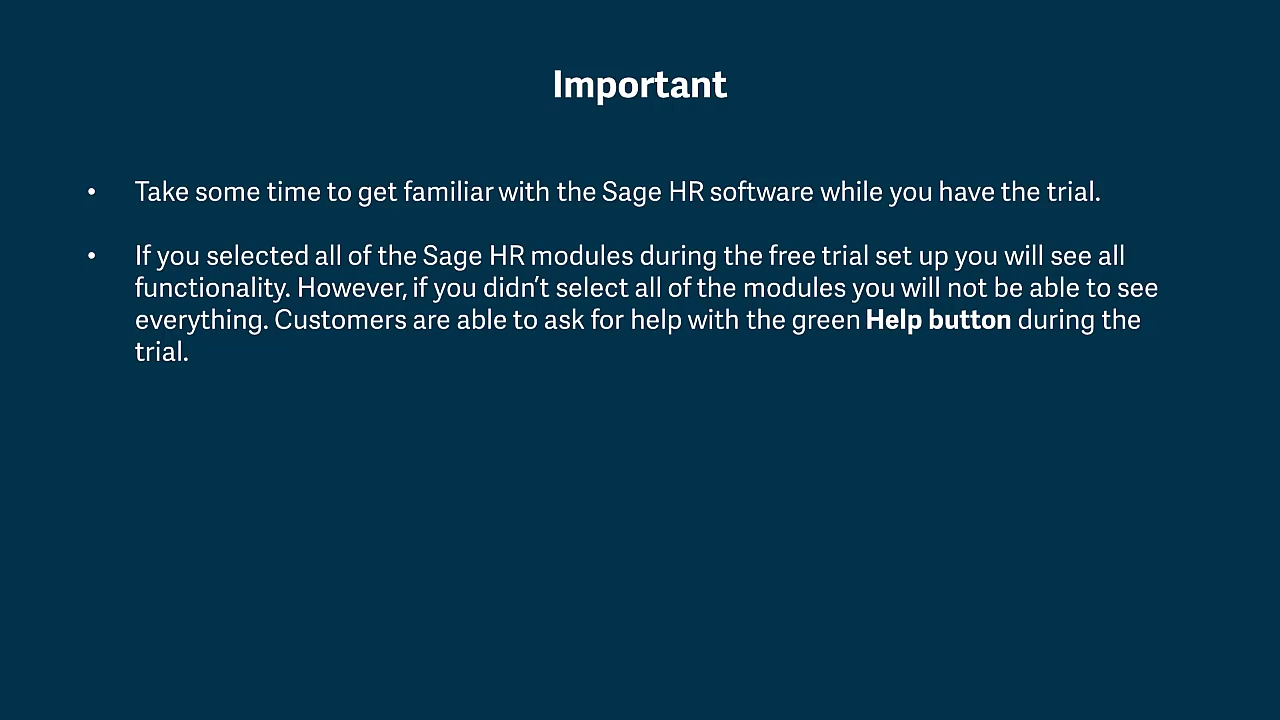 Important
• Take some time to get familiar with the Sage HR software while you have the trial.
• If you selected all of the Sage HR modules during the free trial set up you will see all
functionality. However, if you didn’t select all of the modules you will not be able to see
everything. Customers are able to ask for help with the green Help button during the
trial.